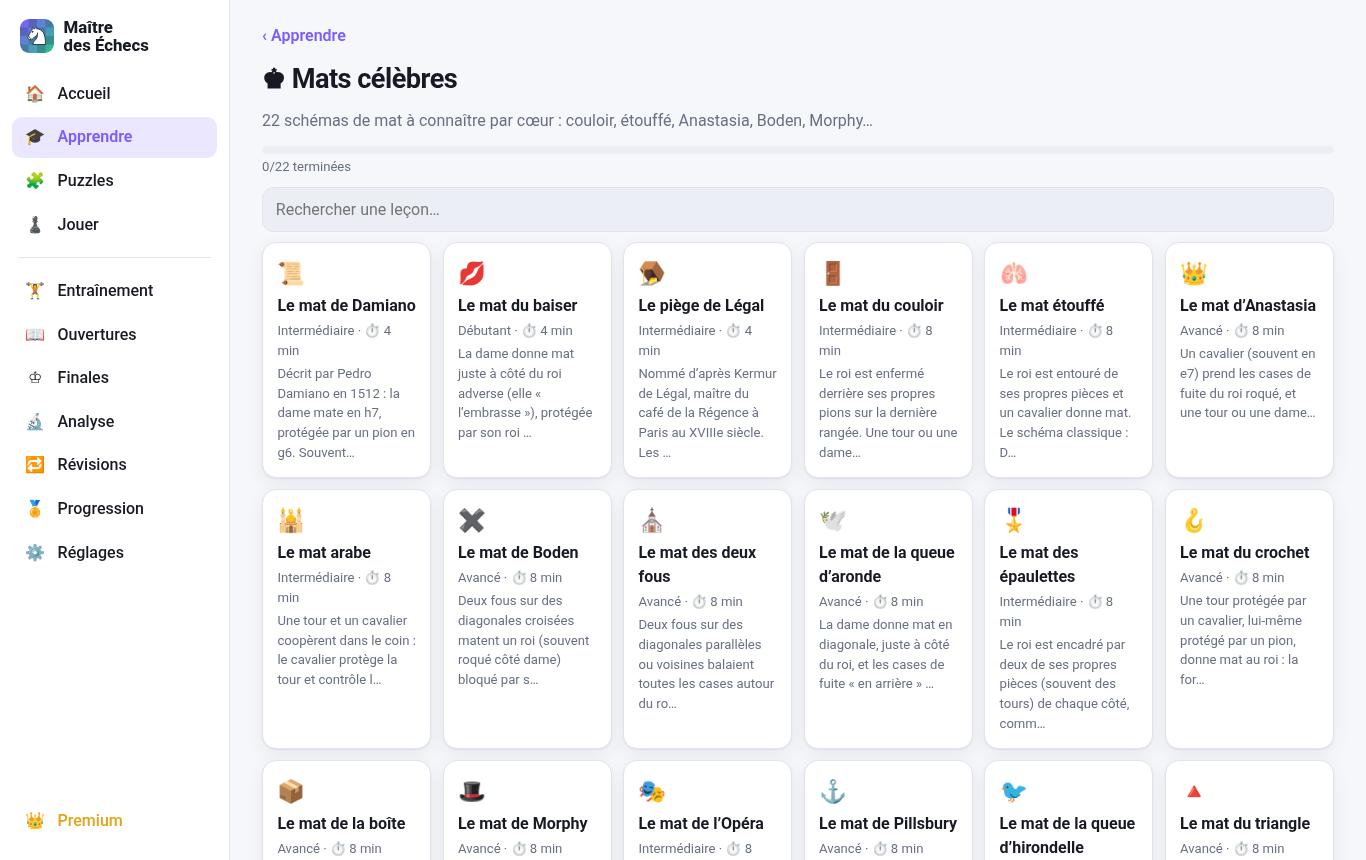 Maître
des Échecs
Accueil
Apprendre
Puzzles
Jouer
Entraînement
Ouvertures
Finales
Analyse
Révisions
Progression
Réglages
Premium
‹ Apprendre
Mats célèbres
22 schémas de mat à connaître par cœur : couloir, étouffé, Anastasia, Boden, Morphy…
0/22 terminées
Rechercher une leçon…
Le mat de Damiano
Intermédiaire · ⏱️ 4
min
Décrit par Pedro
Damiano en 1512 : la
dame mate en h7,
protégée par un pion en
g6. Souvent…
Le mat du baiser
Débutant · ⏱️ 4 min
La dame donne mat
juste à côté du roi
adverse (elle «
l’embrasse »), protégée
par son roi …
Le piège de Légal
Intermédiaire · ⏱️ 4
min
Nommé d’après Kermur
de Légal, maître du
café de la Régence à
Paris au XVIIIe siècle.
Les …
Le mat du couloir
Intermédiaire · ⏱️ 8
min
Le roi est enfermé
derrière ses propres
pions sur la dernière
rangée. Une tour ou une
dame…
Le mat étouffé
Intermédiaire · ⏱️ 8
min
Le roi est entouré de
ses propres pièces et
un cavalier donne mat.
Le schéma classique :
D…
Le mat d’Anastasia
Avancé · ⏱️ 8 min
Un cavalier (souvent en
e7) prend les cases de
fuite du roi roqué, et
une tour ou une dame…
Le mat arabe
Intermédiaire · ⏱️ 8
min
Une tour et un cavalier
coopèrent dans le coin :
le cavalier protège la
tour et contrôle l…
Le mat de Boden
Avancé · ⏱️ 8 min
Deux fous sur des
diagonales croisées
matent un roi (souvent
roqué côté dame)
bloqué par s…
Le mat des deux
fous
Avancé · ⏱️ 8 min
Deux fous sur des
diagonales parallèles
ou voisines balaient
toutes les cases autour
du ro…
Le mat de la queue
d’aronde
Avancé · ⏱️ 8 min
La dame donne mat en
diagonale, juste à côté
du roi, et les cases de
fuite « en arrière » …
Le mat des
épaulettes
Intermédiaire · ⏱️ 8
min
Le roi est encadré par
deux de ses propres
pièces (souvent des
tours) de chaque côté,
comm…
Le mat du crochet
Avancé · ⏱️ 8 min
Une tour protégée par
un cavalier, lui-même
protégé par un pion,
donne mat au roi : la
for…
Le mat de la boîte
Avancé · ⏱️ 8 min
Le mat de Morphy
Avancé · ⏱️ 8 min
Le mat de l’Opéra
Intermédiaire · ⏱️ 8
Le mat de Pillsbury
Avancé · ⏱️ 8 min
Le mat de la queue
d’hirondelle
Le mat du triangle
Avancé · ⏱️ 8 min